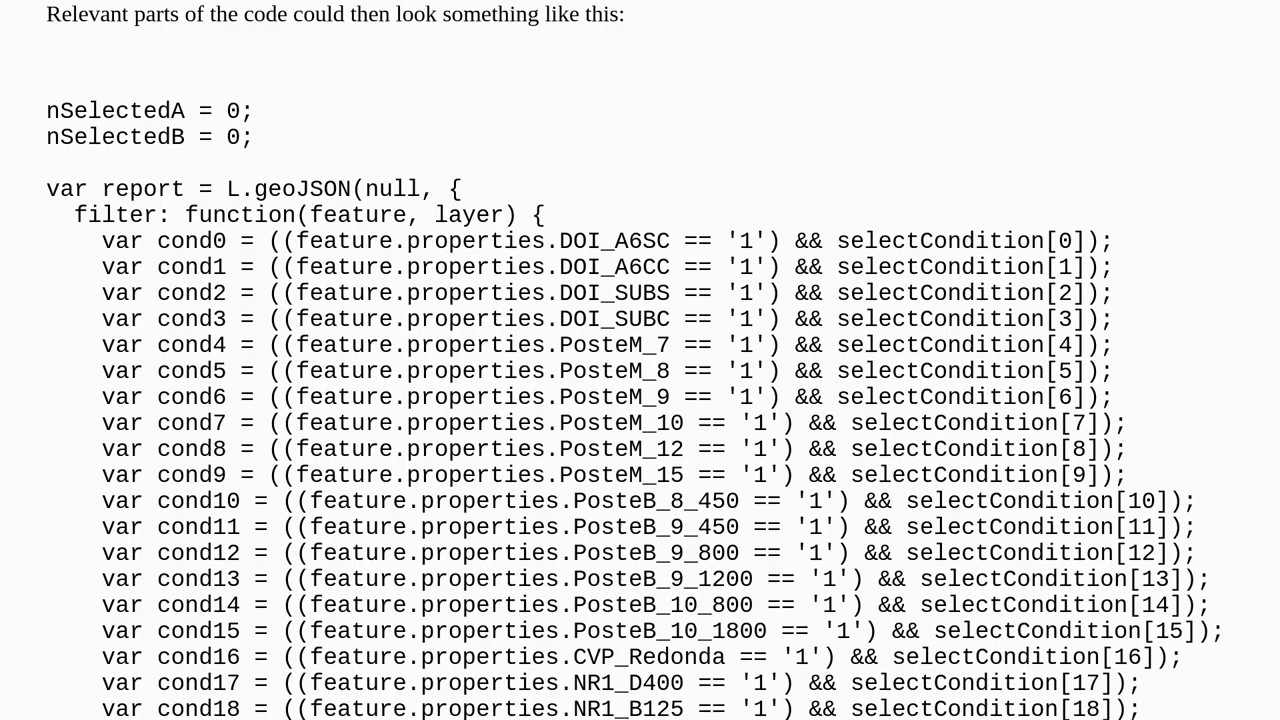 Relevant parts of the code could then look something like this:
nSelectedA = 0;
nSelectedB = 0;
var report = L.geoJSON(null, {
  filter: function(feature, layer) {
    var cond0 = ((feature.properties.DOI_A6SC == '1') && selectCondition[0]);
    var cond1 = ((feature.properties.DOI_A6CC == '1') && selectCondition[1]);
    var cond2 = ((feature.properties.DOI_SUBS == '1') && selectCondition[2]);
    var cond3 = ((feature.properties.DOI_SUBC == '1') && selectCondition[3]);
    var cond4 = ((feature.properties.PosteM_7 == '1') && selectCondition[4]);
    var cond5 = ((feature.properties.PosteM_8 == '1') && selectCondition[5]);
    var cond6 = ((feature.properties.PosteM_9 == '1') && selectCondition[6]);
    var cond7 = ((feature.properties.PosteM_10 == '1') && selectCondition[7]);
    var cond8 = ((feature.properties.PosteM_12 == '1') && selectCondition[8]);
    var cond9 = ((feature.properties.PosteM_15 == '1') && selectCondition[9]);
    var cond10 = ((feature.properties.PosteB_8_450 == '1') && selectCondition[10]);
    var cond11 = ((feature.properties.PosteB_9_450 == '1') && selectCondition[11]);
    var cond12 = ((feature.properties.PosteB_9_800 == '1') && selectCondition[12]);
    var cond13 = ((feature.properties.PosteB_9_1200 == '1') && selectCondition[13]);
    var cond14 = ((feature.properties.PosteB_10_800 == '1') && selectCondition[14]);
    var cond15 = ((feature.properties.PosteB_10_1800 == '1') && selectCondition[15]);
    var cond16 = ((feature.properties.CVP_Redonda == '1') && selectCondition[16]);
    var cond17 = ((feature.properties.NR1_D400 == '1') && selectCondition[17]);
    var cond18 = ((feature.properties.NR1_B125 == '1') && selectCondition[18]);